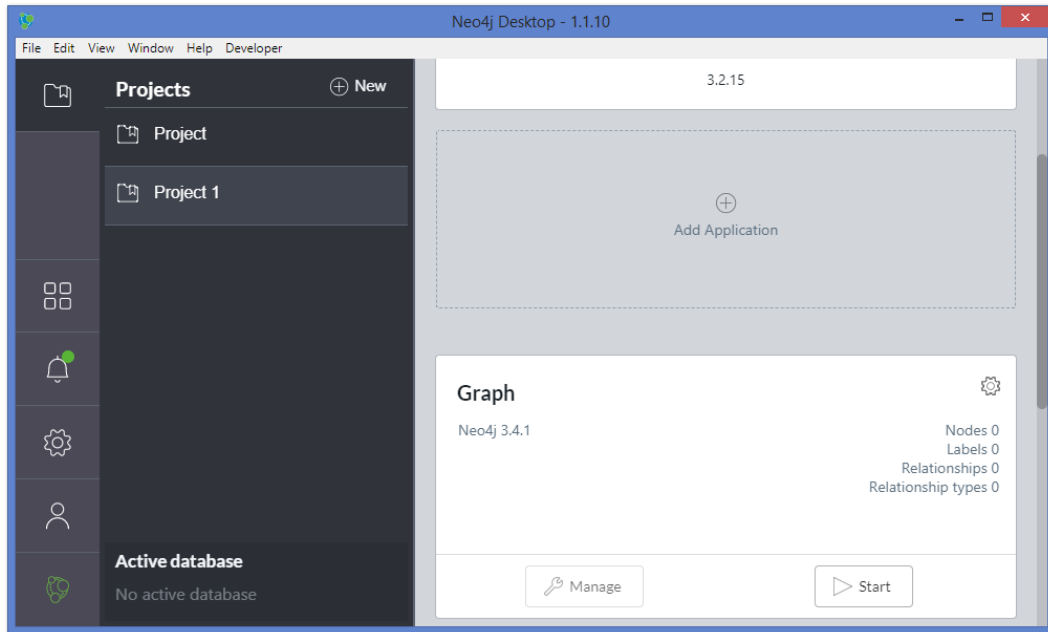 Neo4j Desktop - 1.1.10
File Edit View Window Help Developer
Projects
New
Project
Project 1
Active database
No active database
3.2.15
Add Application
Graph
Neo4j 3.4.1
Nodes 0
Labels 0
Relationships 0
Relationship types 0
Manage
Start